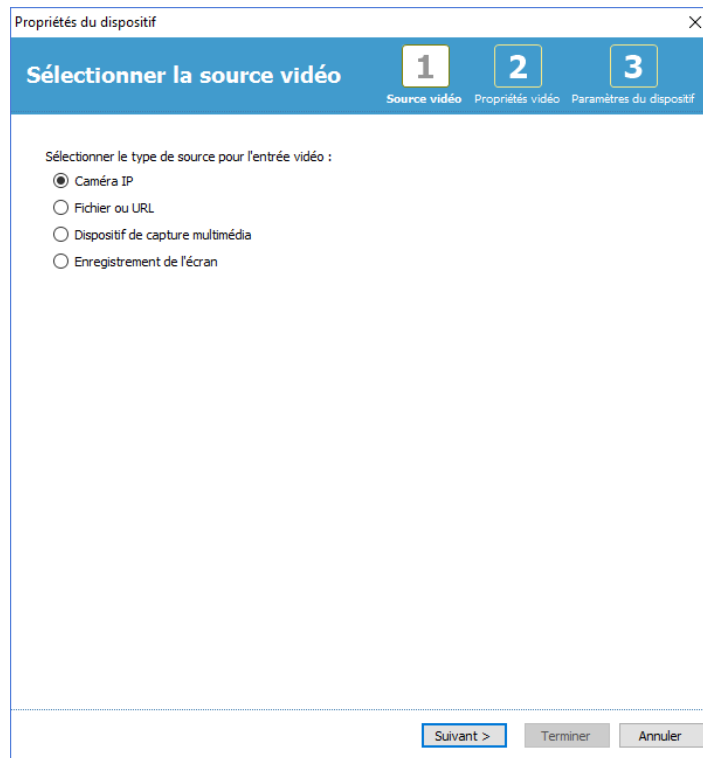 Propriétés du dispositif
Sélectionner la source vidéo
1 2 3
Source vidéo Propriétés vidéo Paramètres du dispositif
Sélectionner le type de source pour l'entrée vidéo :
Caméra IP
Fichier ou URL
Dispositif de capture multimédia
Enregistrement de l'écran
Suivant > Terminer Annuler